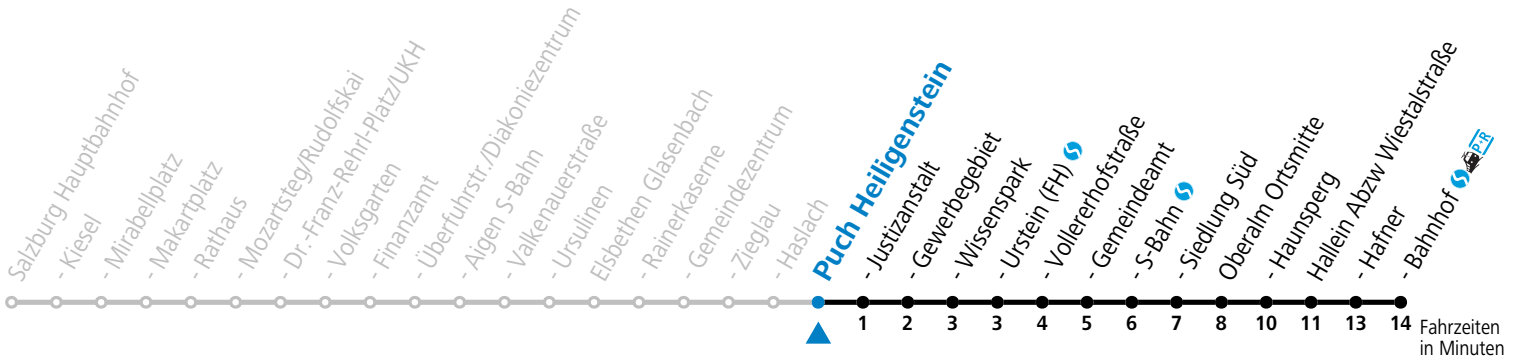 Salzburg Hauptbahnhof
- Kiesel
- Mirabellplatz
- Makartplatz
- Rathaus
- Mozartsteg/Rudolfskai
- Dr.-Franz-Rehrl-Platz/UKH
- Volksgarten
- Finanzamt
- Überfuhrstr./Diakoniezentrum
- Aigen S-Bahn
- Valkenauerstraße
- Ursulinen
Elsbethen Glasenbach
- Rainerkaserne
- Gemeindezentrum
- Zieglau
- Haslach
Puch Heiligenstein
- Justizanstalt
- Gewerbegebiet
- Wissenspark
- Urstein (FH)
- Vollererhofstraße
- Gemeindeamt
- S-Bahn
- Siedlung Süd
Oberalm Ortsmitte
- Haunsperg
Hallein Abzw Wiestalstraße
- Hafner
- Bahnhof P+R
1 2 3 3 4 5 6 7 8 10 11 13 14 Fahrzeiten
in Minuten